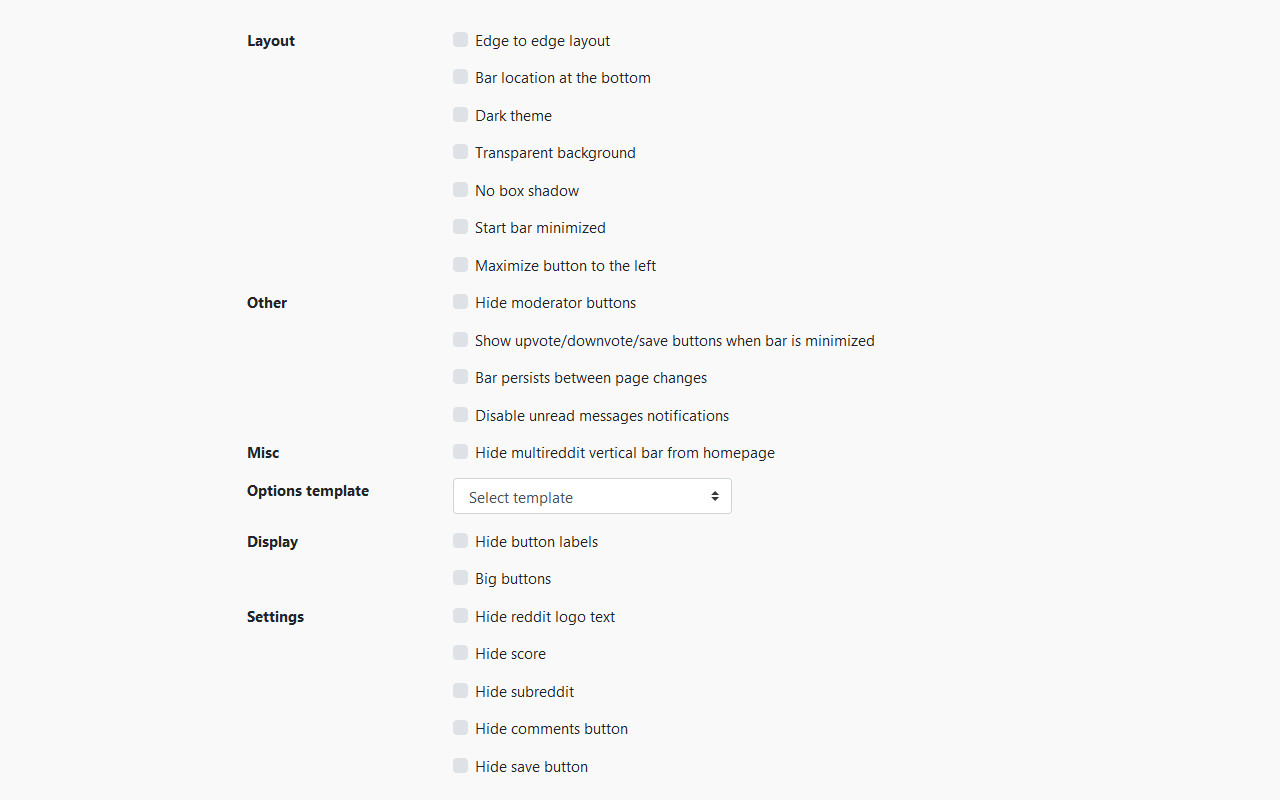 Layout
Edge to edge layout
Bar location at the bottom
Dark theme
Transparent background
No box shadow
Start bar minimized
Maximize button to the left
Other
Hide moderator buttons
Show upvote/downvote/save buttons when bar is minimized
Bar persists between page changes
Disable unread messages notifications
Misc
Hide multireddit vertical bar from homepage
Options template
Select template
Display
Hide button labels
Big buttons
Settings
Hide reddit logo text
Hide score
Hide subreddit
Hide comments button
Hide save button